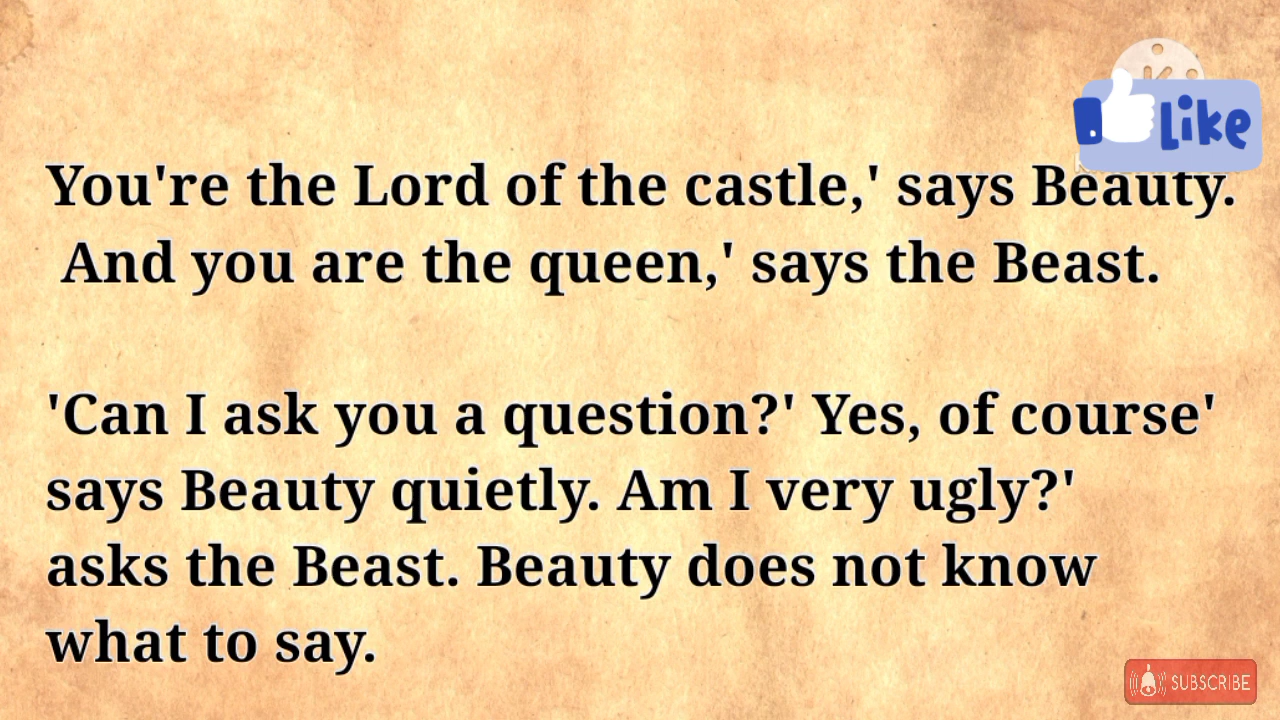 Like
You're the Lord of the castle,' says Beauty.
And you are the queen,' says the Beast.
'Can I ask you a question?' Yes, of course'
says Beauty quietly. Am I very ugly?'
asks the Beast. Beauty does not know
what to say.
SUBSCRIBE